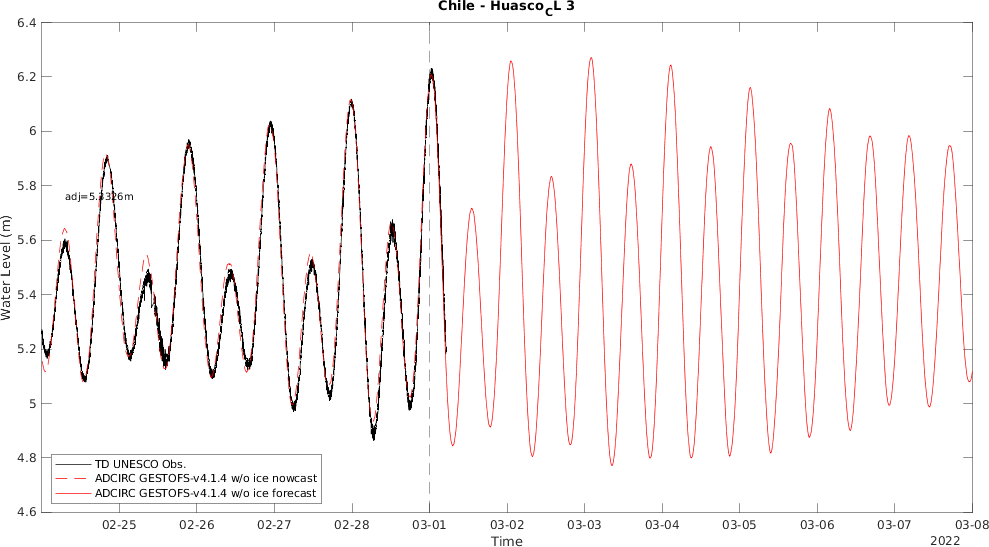 Chile - Huasco_CL 3
6.4
6.2
6
5.8
5.6
5.4
5.2
5
4.8
4.6
Water Level (m)
adj=5.3326m
TD UNESCO Obs.
ADCIRC GESTOFS-v4.1.4 w/o ice nowcast
ADCIRC GESTOFS-v4.1.4 w/o ice forecast
02-25 02-26 02-27 02-28 03-01 03-02 03-03 03-04 03-05 03-06 03-07 03-08
Time
2022